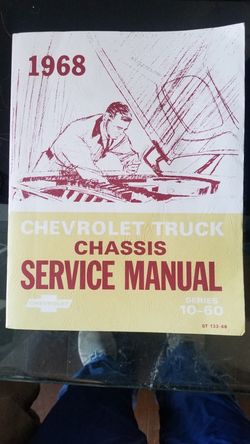 1968
CHEVROLET TRUCK
CHASSIS
SERVICE MANUAL
CHEVROLET
SERIES
10-60
ST 133-68